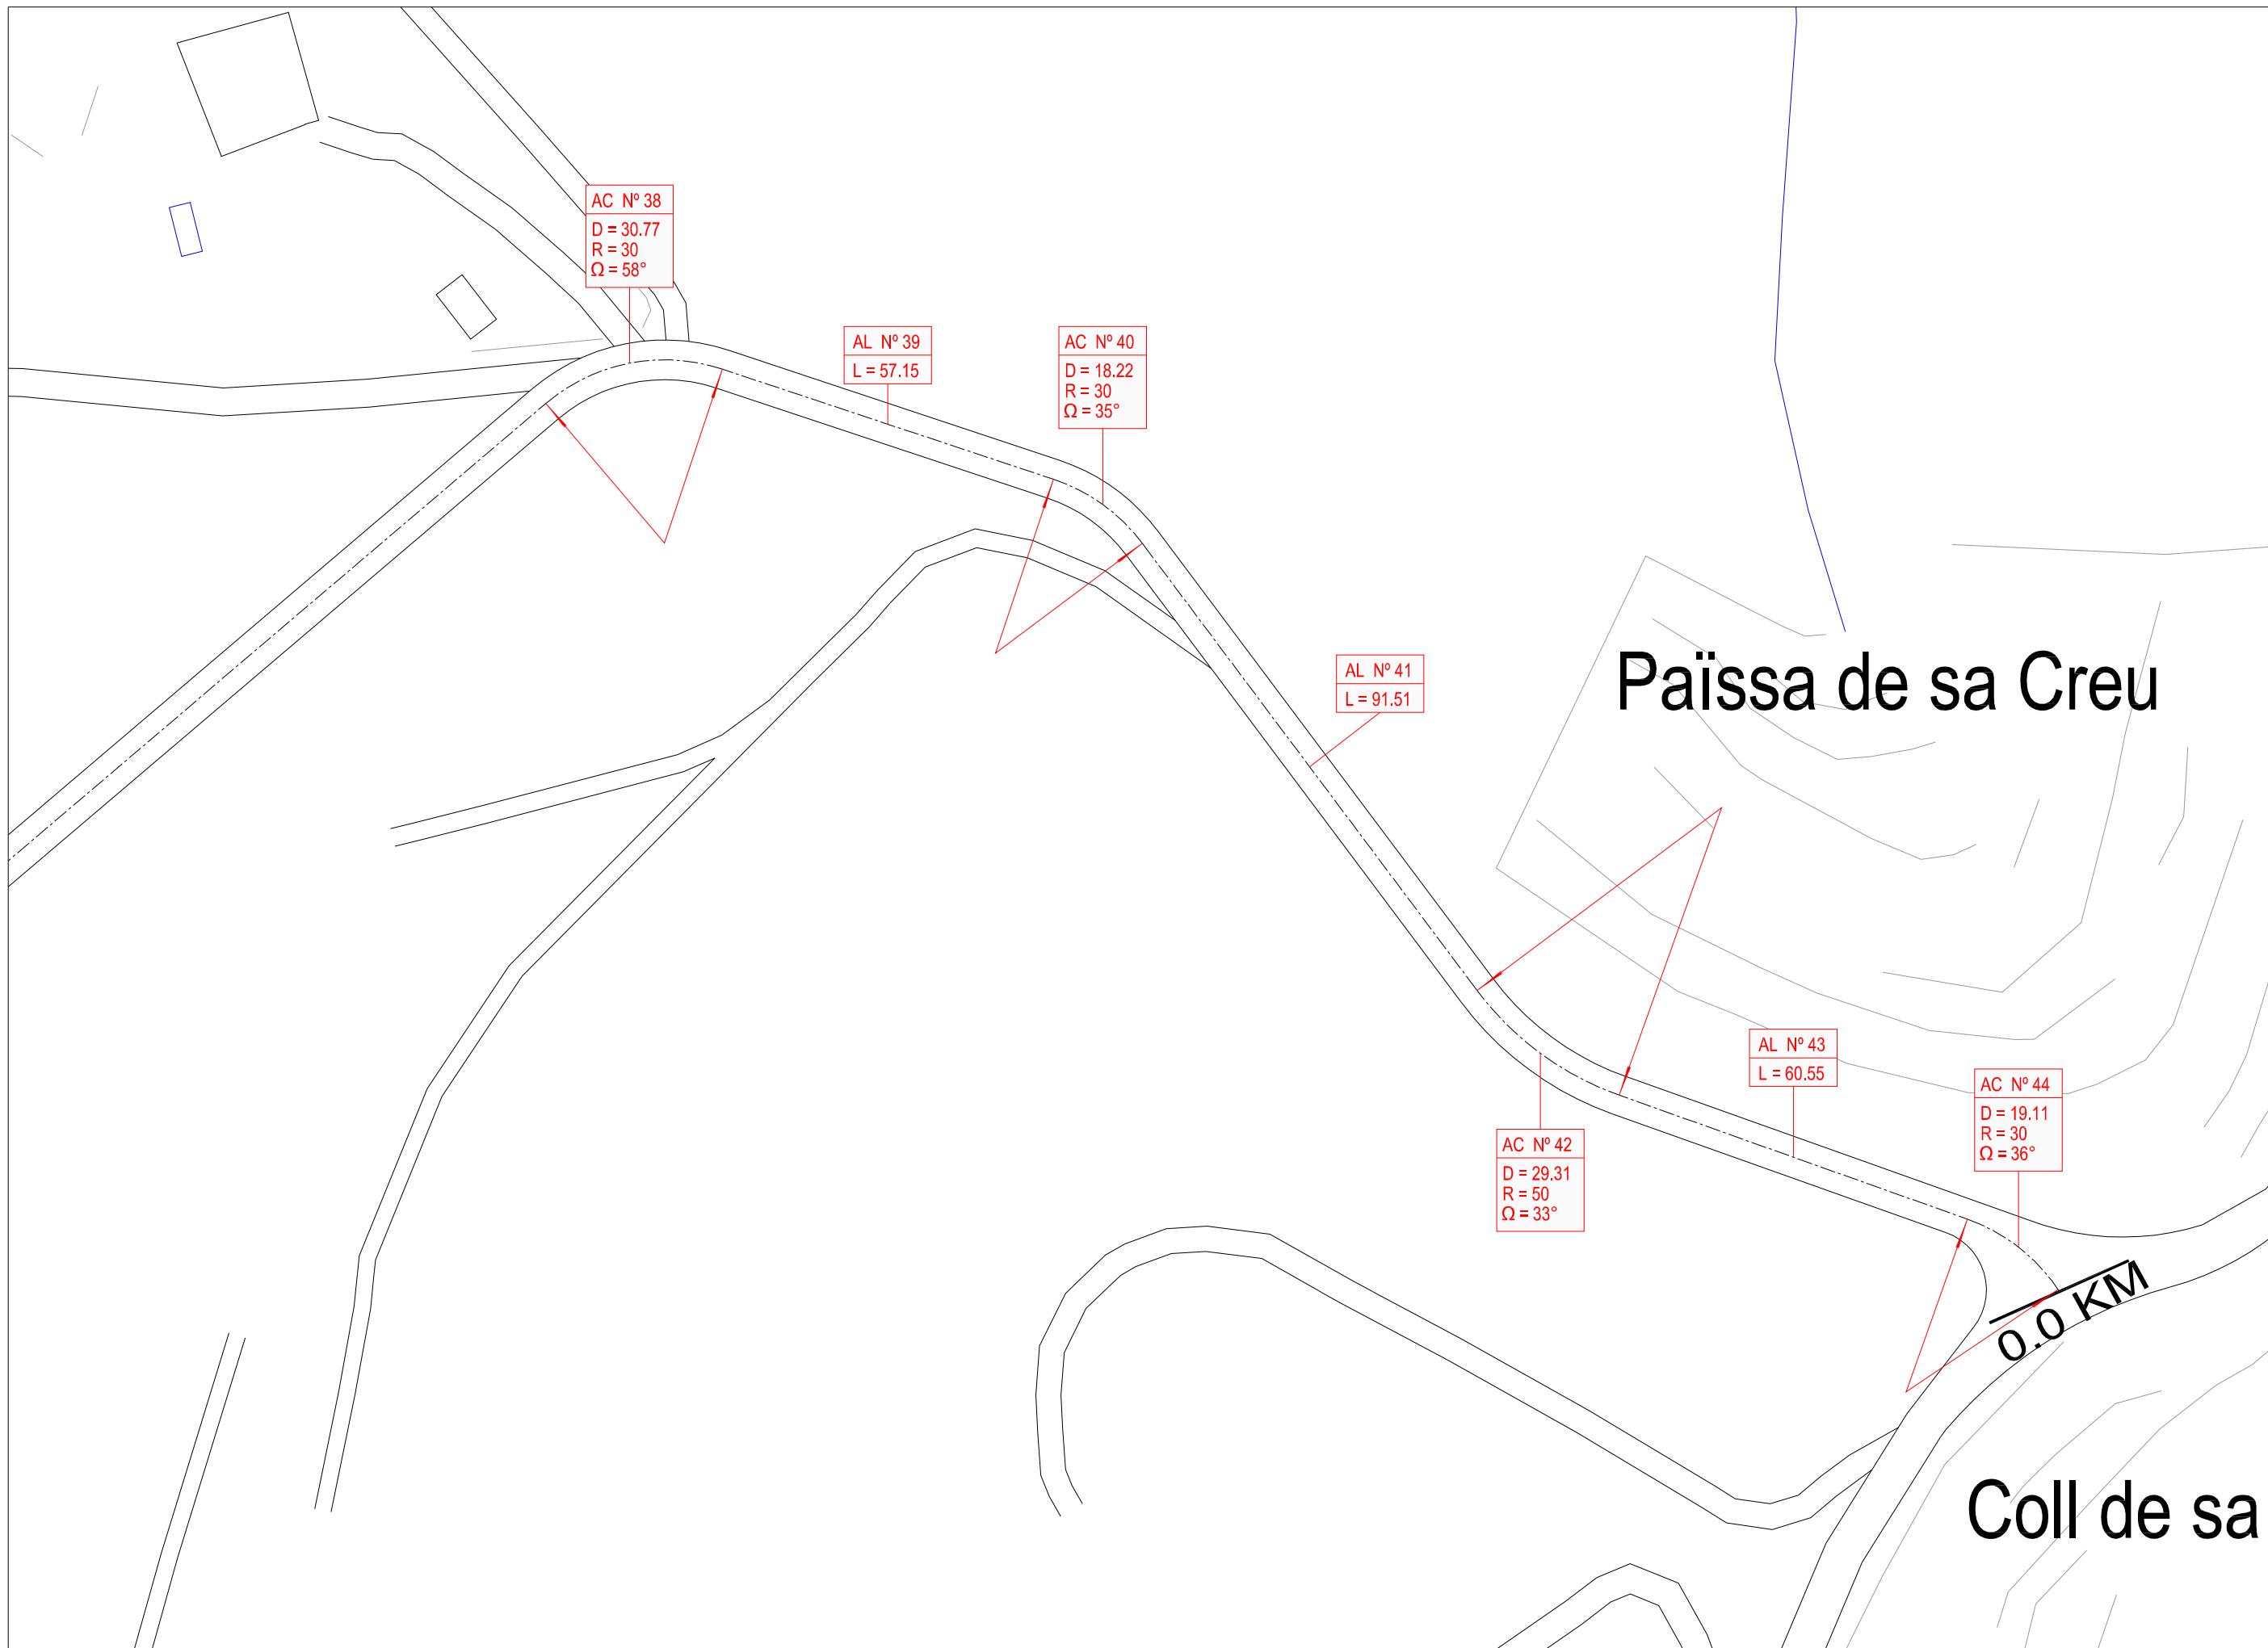 AC Nº 38
D = 30.77
R = 30
Ω = 58°
AL Nº 39
L = 57.15
AC Nº 40
D = 18.22
R = 30
Ω = 35°
AL Nº 41
L = 91.51
Païssa de sa Creu
AL Nº 43
L = 60.55
AC Nº 44
D = 19.11
R = 30
Ω = 36°
AC Nº 42
D = 29.31
R = 50
Ω = 33°
0.0 KM
Coll de sa